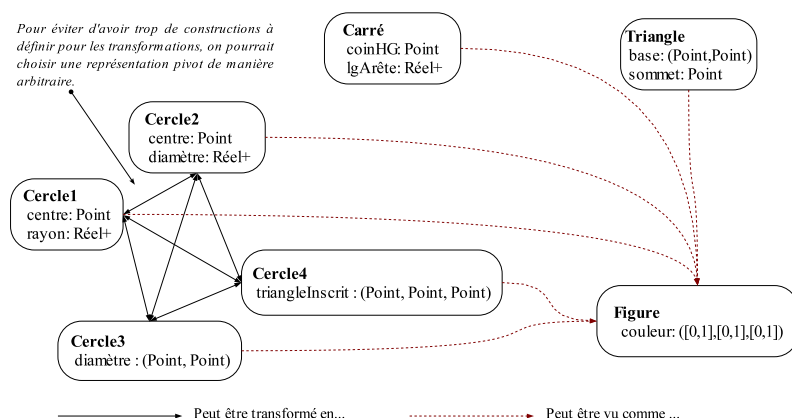 Pour éviter d'avoir trop de constructions à
définir pour les transformations, on pourrait
choisir une représentation pivot de manière
arbitraire.
Carré
coinHG: Point
lgArête: Réel+
Triangle
base: (Point,Point)
sommet: Point
Cercle2
centre: Point
diamètre: Réel+
Cercle1
centre: Point
rayon: Réel+
Cercle4
triangleInscrit : (Point, Point, Point)
Figure
couleur: ([0,1],[0,1],[0,1])
Cercle3
diamètre : (Point, Point)
Peut être transformé en...
Peut être vu comme ...